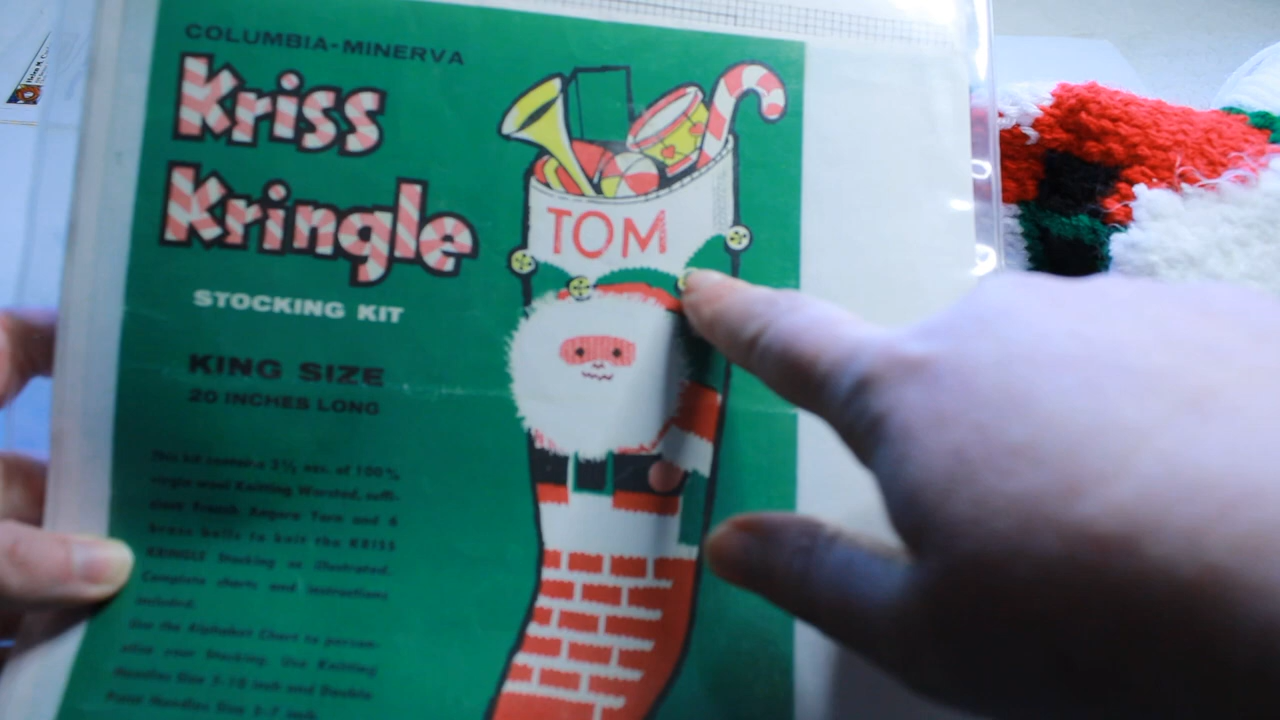 COLUMBIA-MINERVA
Kriss
Kringle
STOCKING KIT
KING SIZE
20 INCHES LONG
This kit contains 3½ ozs. of 100%
virgin wool Knitting Worsted, suffi-
cient French Angora Yarn and 6
brass bells to knit the KRISS
KRINGLE Stocking as illustrated.
Complete charts and instructions
included.
Use the Alphabet Chart to person-
alize your Stocking. Use Knitting
Needles Size 5-10 inch and Double
Point Needles Size 5-7 inch.
TOM